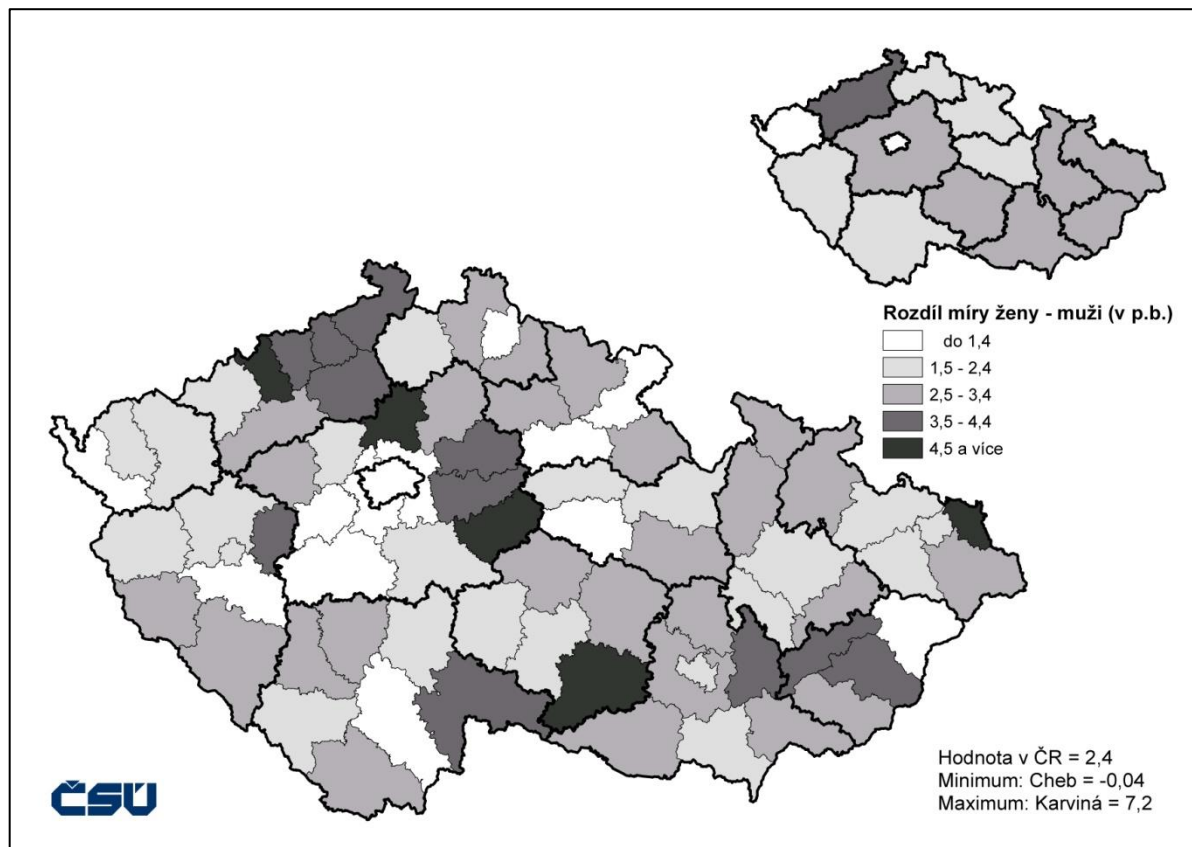 Rozdíl míry ženy - muži (v p.b.)
do 1,4
1,5 - 2,4
2,5 - 3,4
3,5 - 4,4
4,5 a více
Hodnota v ČR = 2,4
Minimum: Cheb = -0,04
Maximum: Karviná = 7,2
ČSÚ